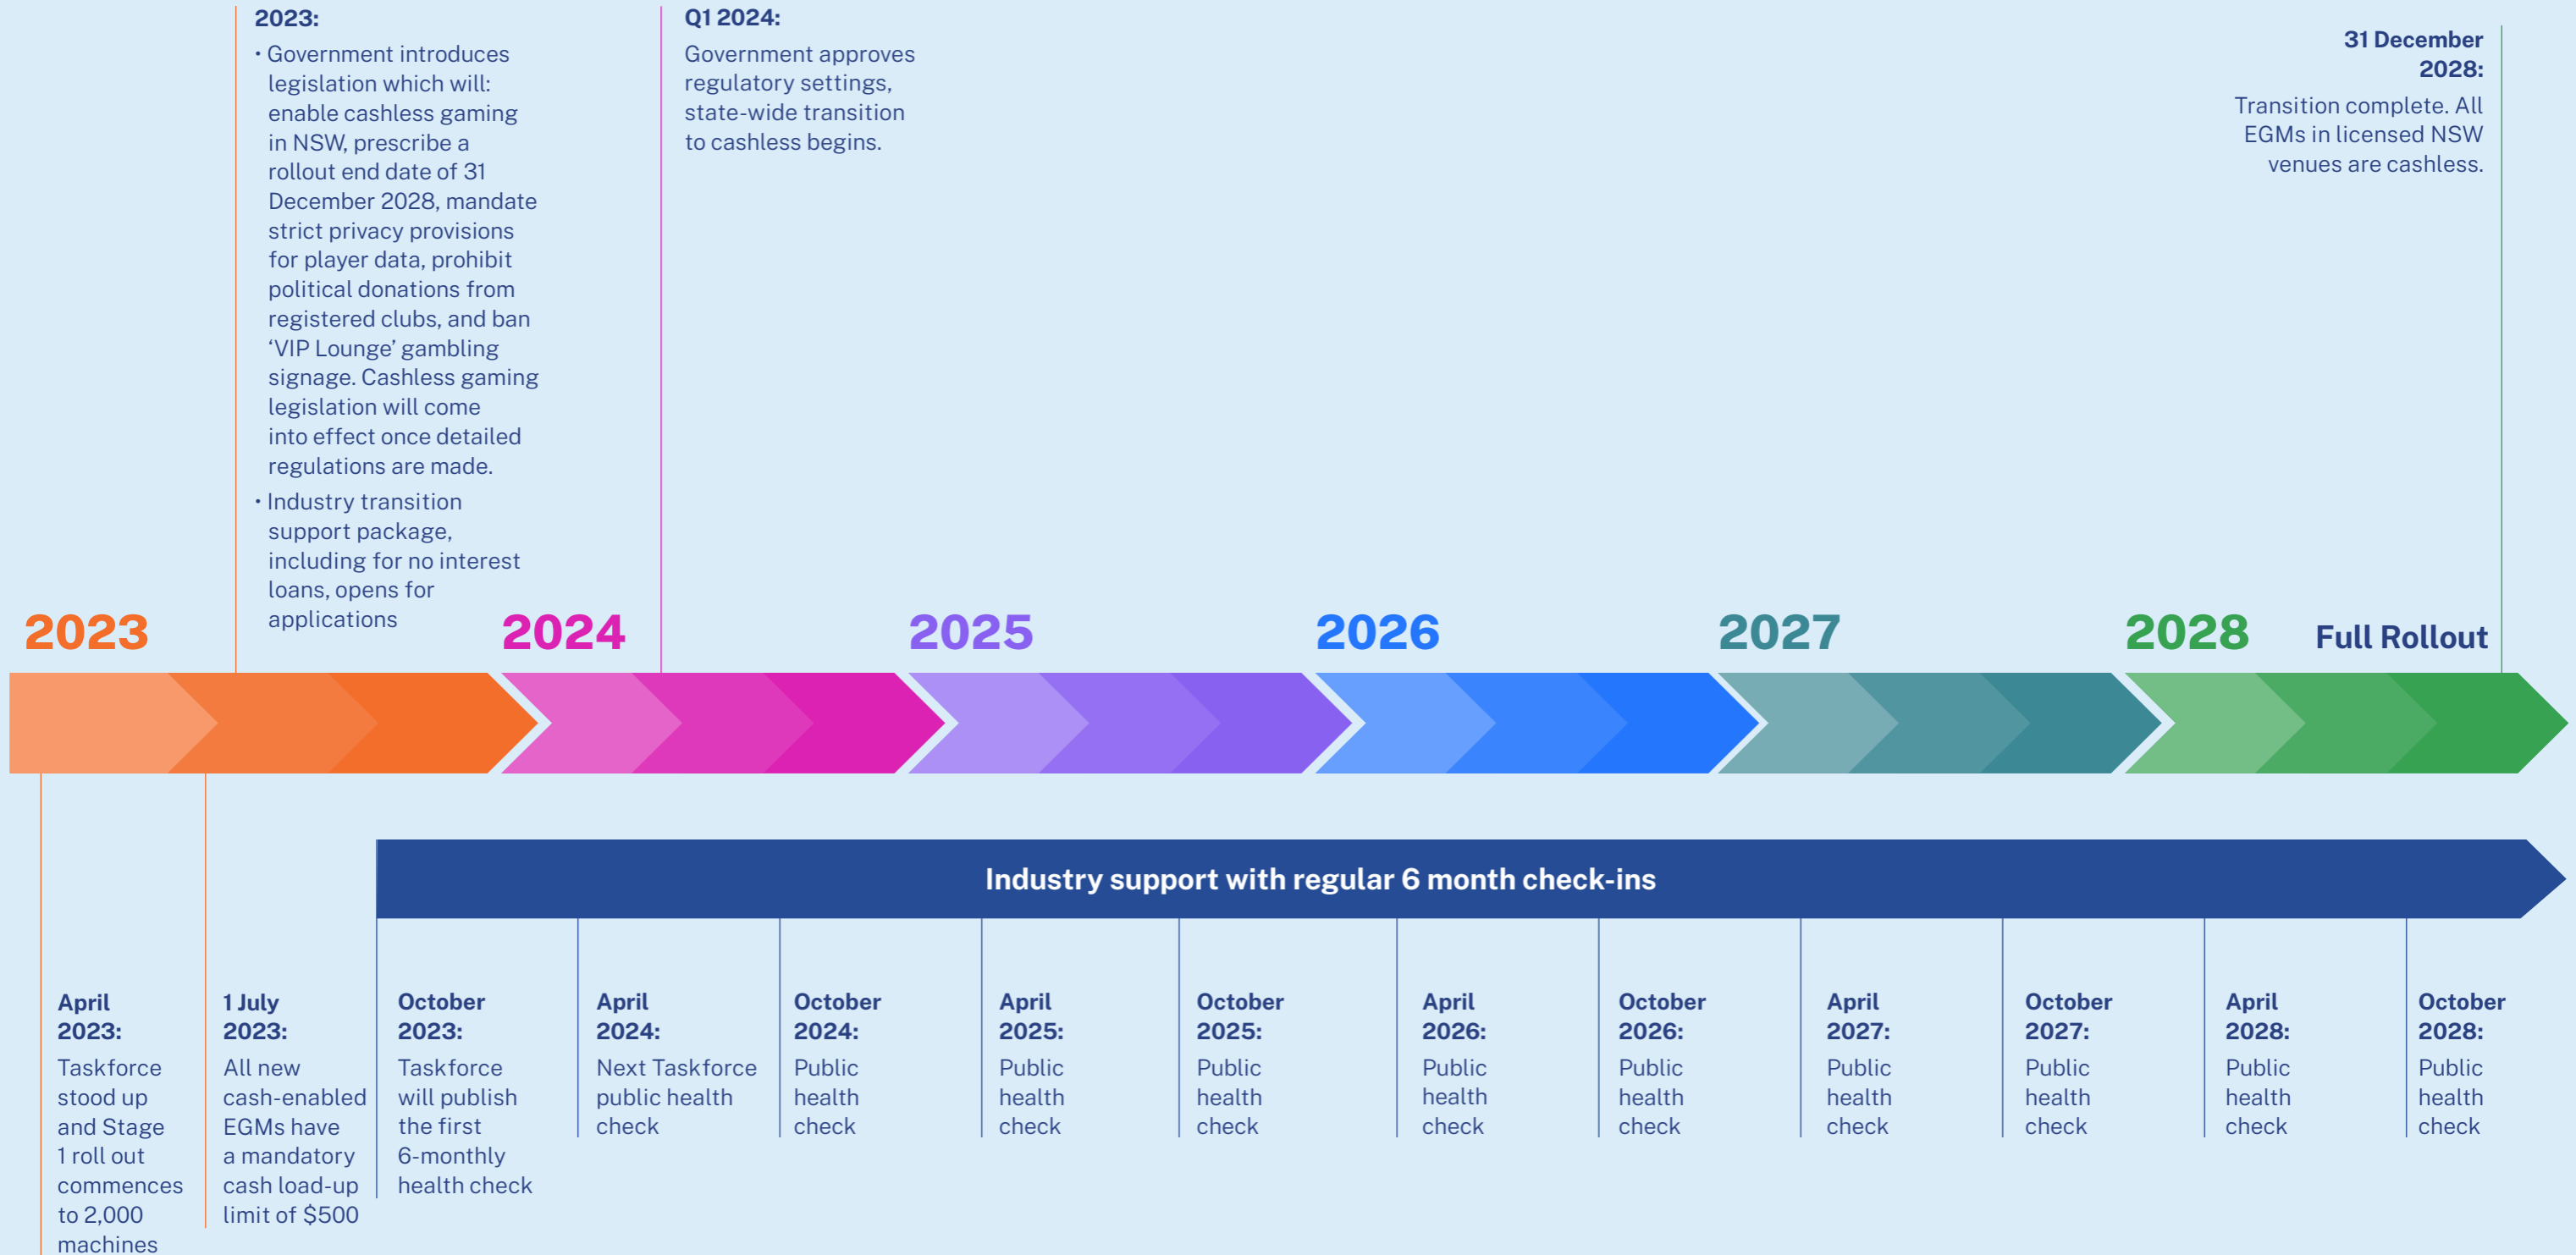 2023:
• Government introduces
legislation which will:
enable cashless gaming
in NSW, prescribe a
rollout end date of 31
December 2028, mandate
strict privacy provisions
for player data, prohibit
political donations from
registered clubs, and ban
‘VIP Lounge’ gambling
signage. Cashless gaming
legislation will come
into effect once detailed
regulations are made.
• Industry transition
support package,
including for no interest
loans, opens for
applications
Q1 2024:
Government approves
regulatory settings,
state-wide transition
to cashless begins.
31 December
2028:
Transition complete. All
EGMs in licensed NSW
venues are cashless.
2023
2024
2025
2026
2027
2028
Full Rollout
Industry support with regular 6 month check-ins
April
2023:
Taskforce
stood up
and Stage
1 roll out
commences
to 2,000
machines
1 July
2023:
All new
cash-enabled
EGMs have
a mandatory
cash load-up
limit of $500
October
2023:
Taskforce
will publish
the first
6-monthly
health check
April
2024:
Next Taskforce
public health
check
October
2024:
Public
health
check
April
2025:
Public
health
check
October
2025:
Public
health
check
April
2026:
Public
health
check
October
2026:
Public
health
check
April
2027:
Public
health
check
October
2027:
Public
health
check
April
2028:
Public
health
check
October
2028:
Public
health
check